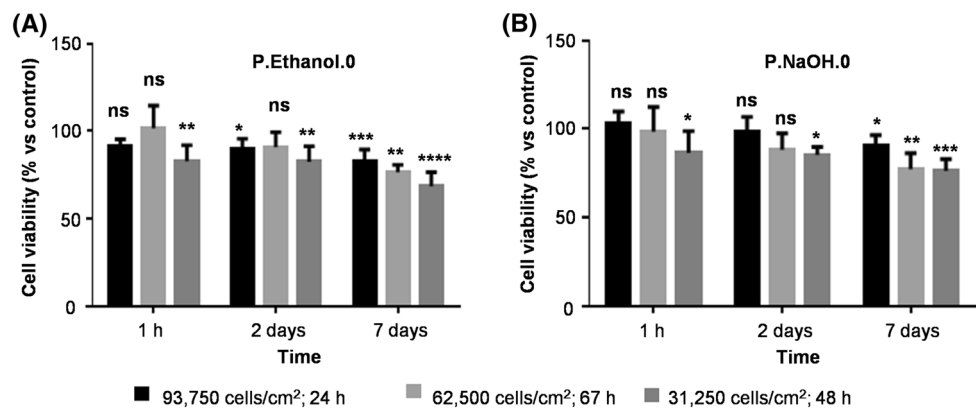 (A)
P.Ethanol.0
Cell viability (% vs control)
150
100
50
0
ns
ns
**
*
ns
**
***
**
****
1 h
2 days
7 days
Time
(B)
P.NaOH.0
Cell viability (% vs control)
150
100
50
0
ns
ns
*
ns
ns
*
*
**
***
1 h
2 days
7 days
Time
93,750 cells/cm²; 24 h
62,500 cells/cm²; 67 h
31,250 cells/cm²; 48 h